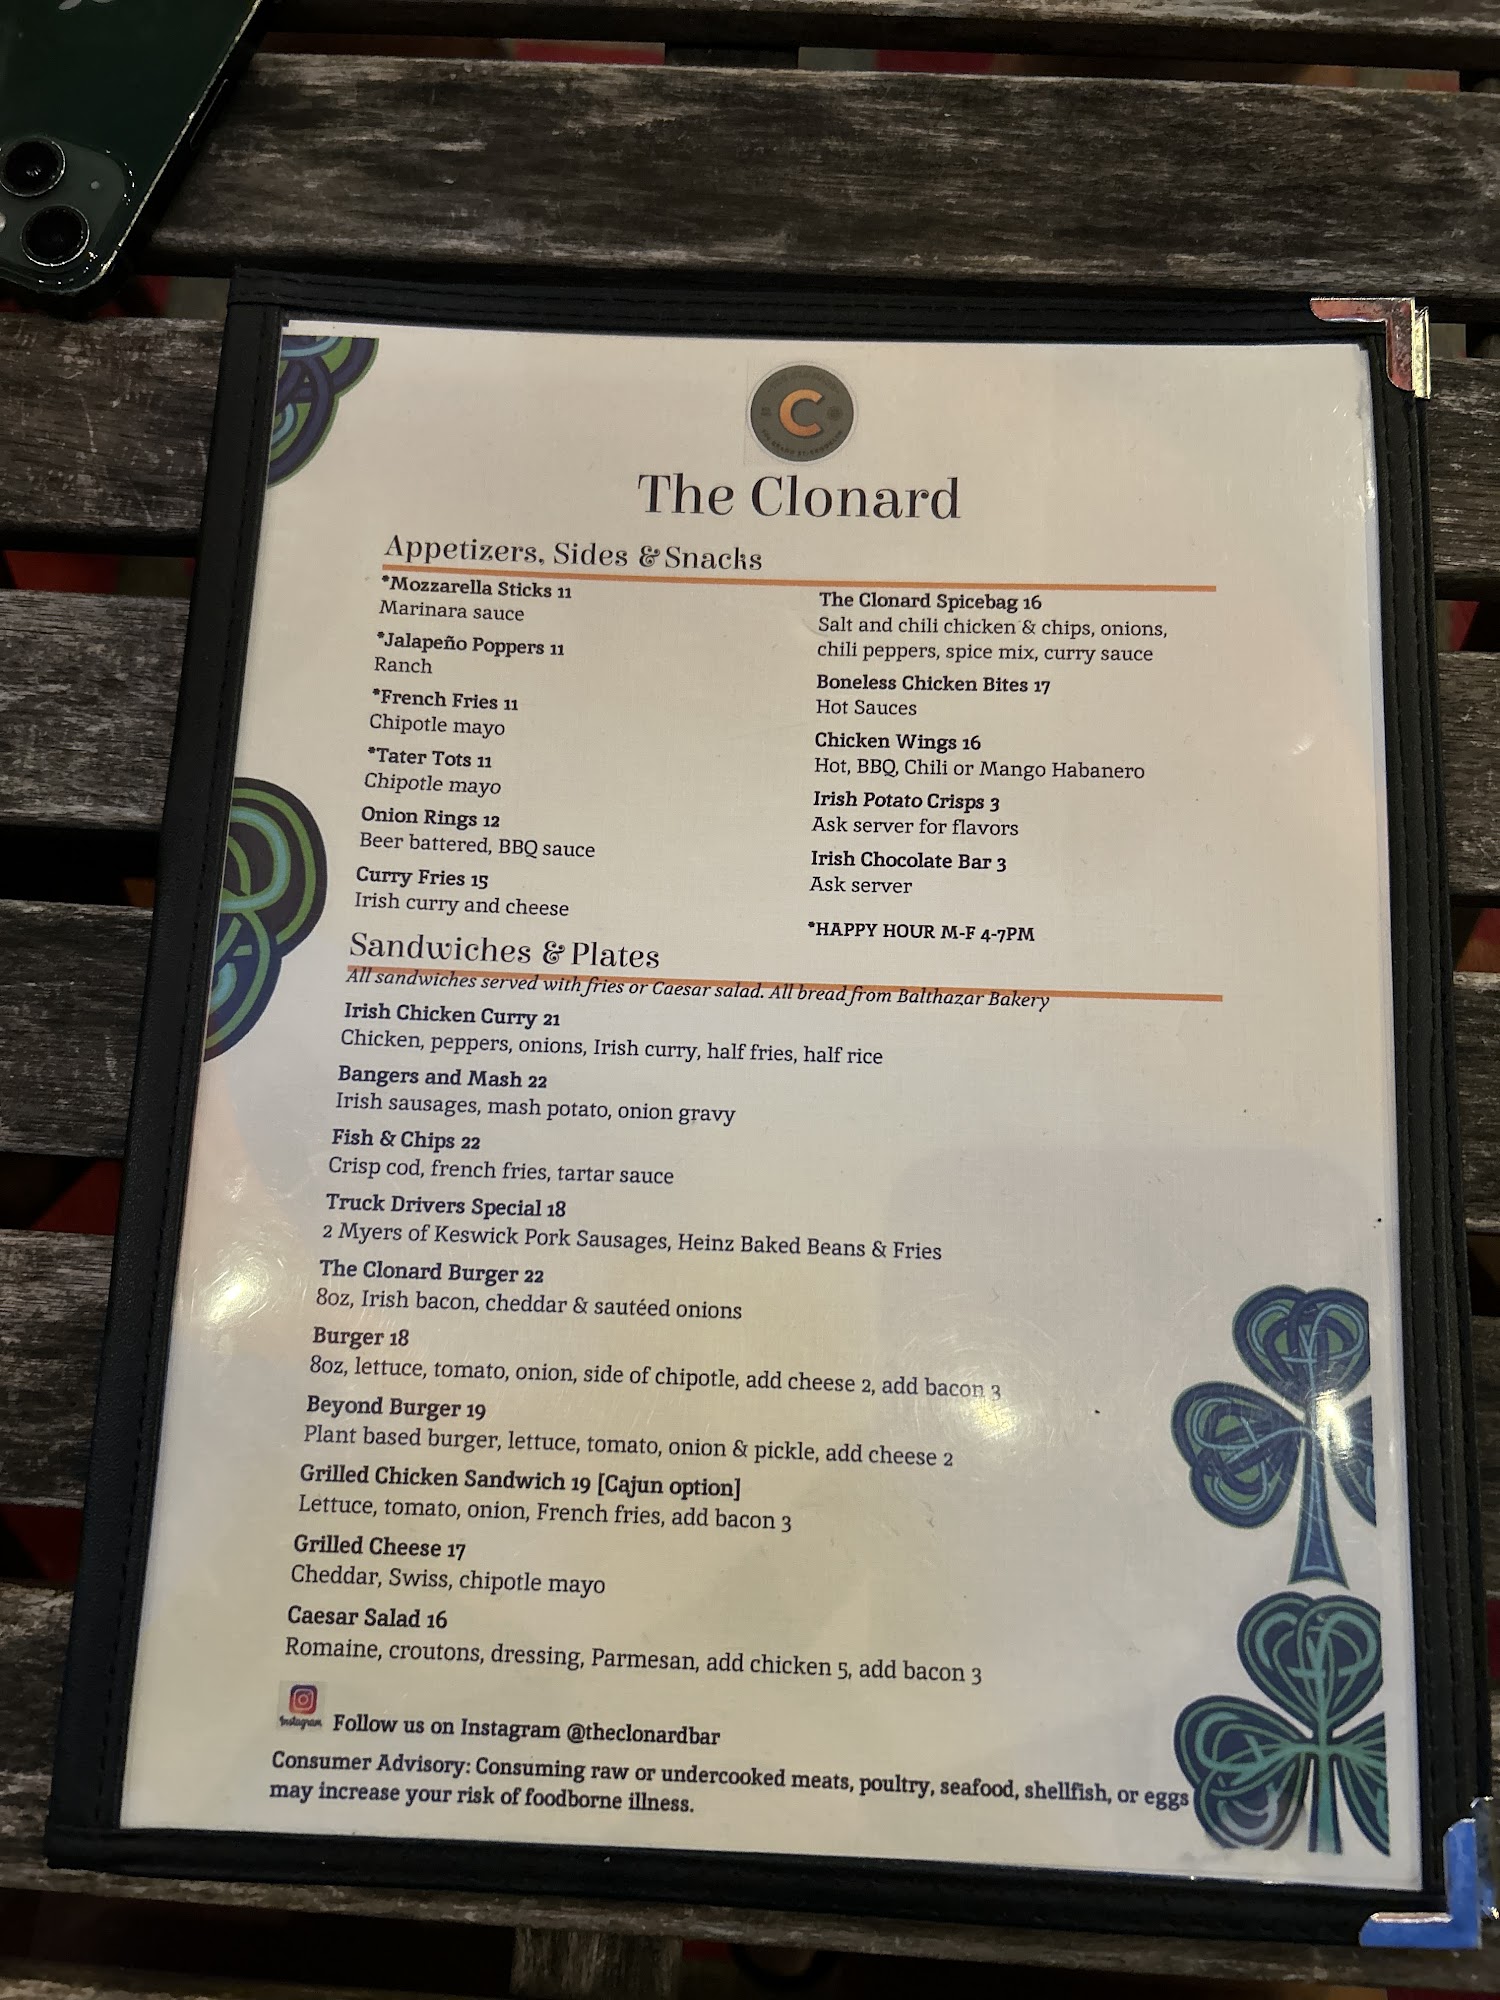 C
The Clonard
Appetizers, Sides & Snacks
*Mozzarella Sticks 11
Marinara sauce
*Jalapeño Poppers 11
Ranch
*French Fries 11
Chipotle mayo
*Tater Tots 11
Chipotle mayo
Onion Rings 12
Beer battered, BBQ sauce
Curry Fries 15
Irish curry and cheese
The Clonard Spicebag 16
Salt and chili chicken & chips, onions,
chili peppers, spice mix, curry sauce
Boneless Chicken Bites 17
Hot Sauces
Chicken Wings 16
Hot, BBQ, Chili or Mango Habanero
Irish Potato Crisps 3
Ask server for flavors
Irish Chocolate Bar 3
Ask server
*HAPPY HOUR M-F 4-7PM
Sandwiches & Plates
All sandwiches served with fries or Caesar salad. All bread from Balthazar Bakery
Irish Chicken Curry 21
Chicken, peppers, onions, Irish curry, half fries, half rice
Bangers and Mash 22
Irish sausages, mash potato, onion gravy
Fish & Chips 22
Crisp cod, french fries, tartar sauce
Truck Drivers Special 18
2 Myers of Keswick Pork Sausages, Heinz Baked Beans & Fries
The Clonard Burger 22
8oz, Irish bacon, cheddar & sautéed onions
Burger 18
8oz, lettuce, tomato, onion, side of chipotle, add cheese 2, add bacon 3
Beyond Burger 19
Plant based burger, lettuce, tomato, onion & pickle, add cheese 2
Grilled Chicken Sandwich 19 [Cajun option]
Lettuce, tomato, onion, French fries, add bacon 3
Grilled Cheese 17
Cheddar, Swiss, chipotle mayo
Caesar Salad 16
Romaine, croutons, dressing, Parmesan, add chicken 5, add bacon 3
Instagram Follow us on Instagram @theclonardbar
Consumer Advisory: Consuming raw or undercooked meats, poultry, seafood, shellfish, or eggs
may increase your risk of foodborne illness.